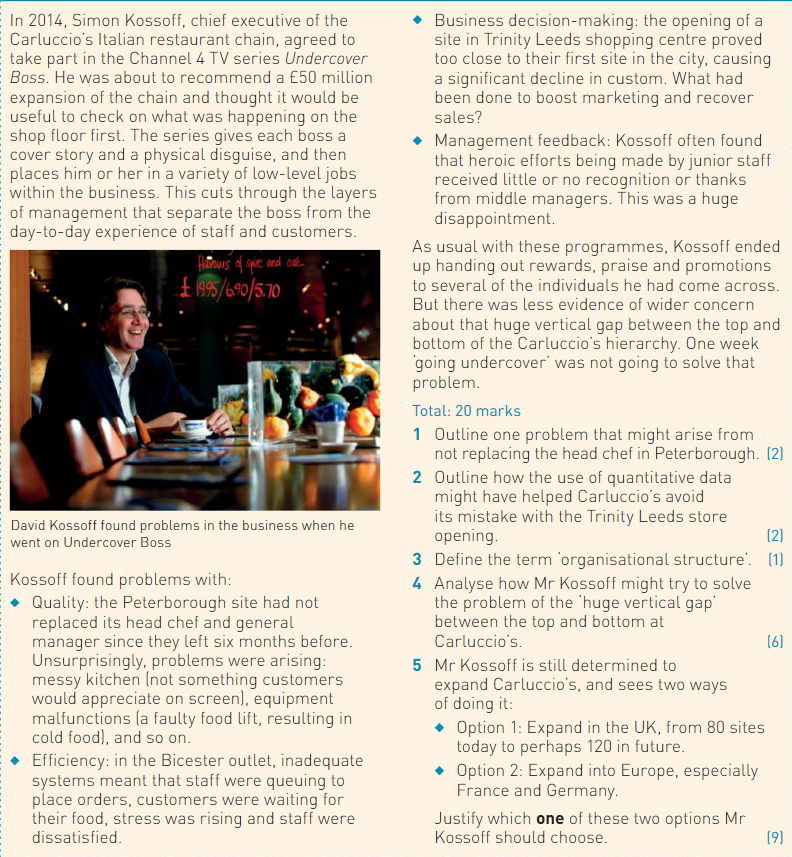 In 2014, Simon Kossoff, chief executive of the
Carluccio's Italian restaurant chain, agreed to
take part in the Channel 4 TV series Undercover
Boss. He was about to recommend a £50 million
expansion of the chain and thought it would be
useful to check on what was happening on the
shop floor first. The series gives each boss a
cover story and a physical disguise, and then
places him or her in a variety of low-level jobs
within the business. This cuts through the layers
of management that separate the boss from the
day-to-day experience of staff and customers.
flavours of spice and oak
£19.95/6.90/5.70
David Kossoff found problems in the business when he
went on Undercover Boss
Kossoff found problems with:
◆ Quality: the Peterborough site had not
replaced its head chef and general
manager since they left six months before.
Unsurprisingly, problems were arising:
messy kitchen (not something customers
would appreciate on screen), equipment
malfunctions (a faulty food lift, resulting in
cold food), and so on.
◆ Efficiency: in the Bicester outlet, inadequate
systems meant that staff were queuing to
place orders, customers were waiting for
their food, stress was rising and staff were
dissatisfied.
◆ Business decision-making: the opening of a
site in Trinity Leeds shopping centre proved
too close to their first site in the city, causing
a significant decline in custom. What had
been done to boost marketing and recover
sales?
◆ Management feedback: Kossoff often found
that heroic efforts being made by junior staff
received little or no recognition or thanks
from middle managers. This was a huge
disappointment.
As usual with these programmes, Kossoff ended
up handing out rewards, praise and promotions
to several of the individuals he had come across.
But there was less evidence of wider concern
about that huge vertical gap between the top and
bottom of the Carluccio's hierarchy. One week
'going undercover' was not going to solve that
problem.
Total: 20 marks
1 Outline one problem that might arise from
not replacing the head chef in Peterborough. (2)
2 Outline how the use of quantitative data
might have helped Carluccio's avoid
its mistake with the Trinity Leeds store
opening. (2)
3 Define the term 'organisational structure'. (1)
4 Analyse how Mr Kossoff might try to solve
the problem of the 'huge vertical gap'
between the top and bottom at
Carluccio's. (6)
5 Mr Kossoff is still determined to
expand Carluccio's, and sees two ways
of doing it:
◆ Option 1: Expand in the UK, from 80 sites
today to perhaps 120 in future.
◆ Option 2: Expand into Europe, especially
France and Germany.
Justify which one of these two options Mr
Kossoff should choose. (9)